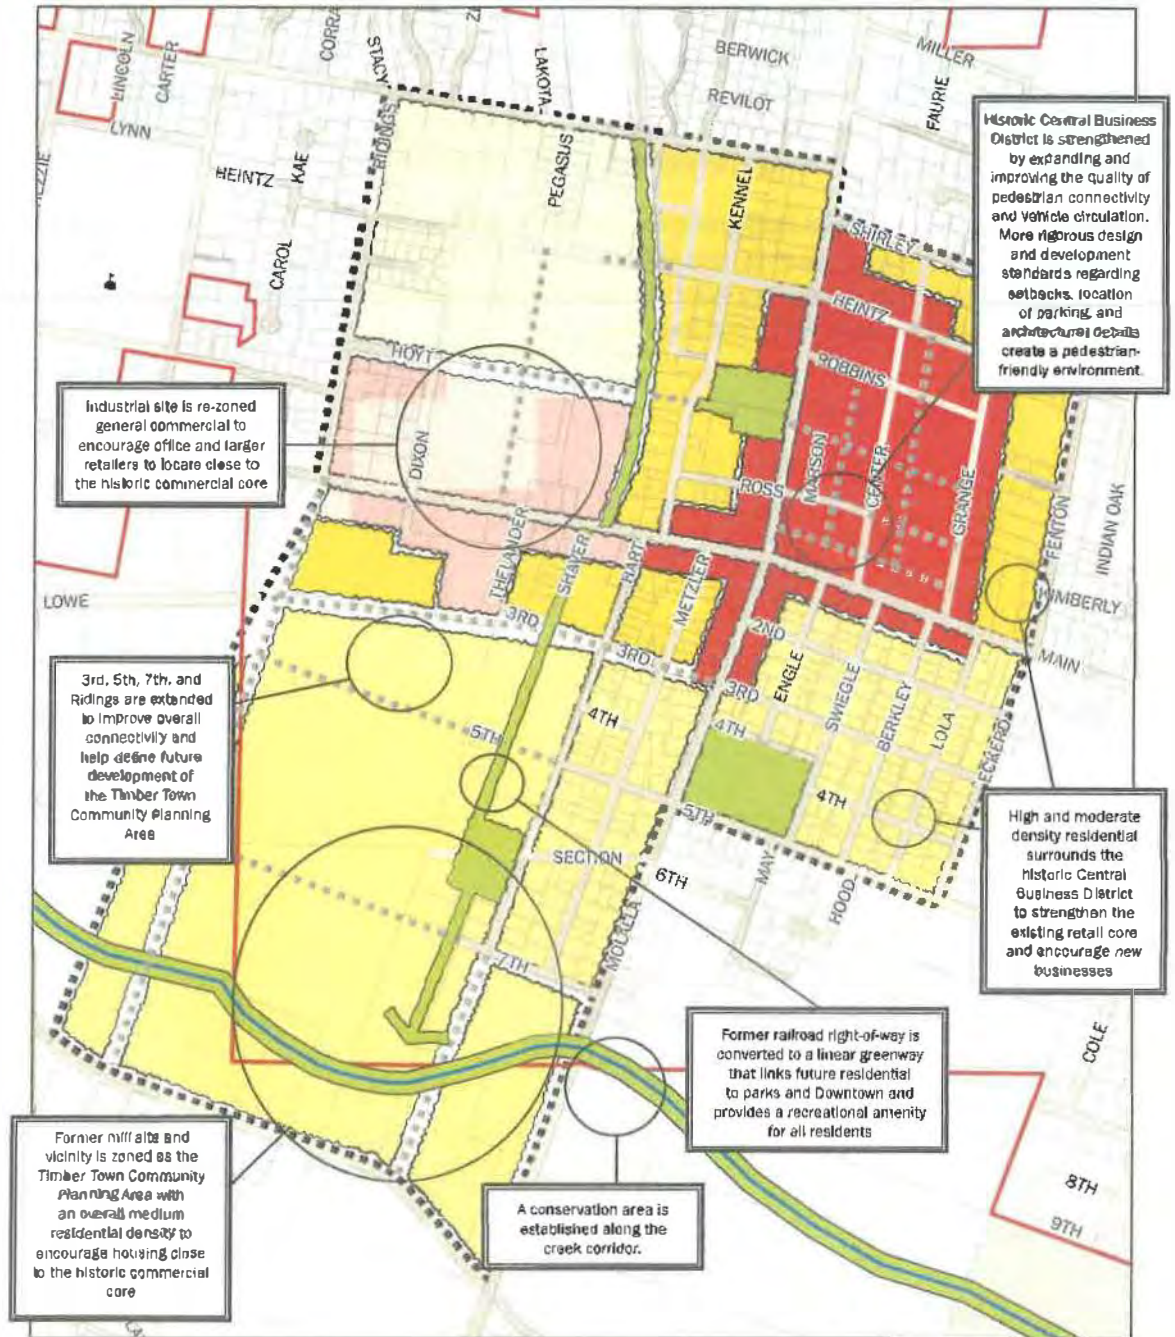 LINCOLN
CARTER
CORRA
STACY
LAKOTA
BERWICK
MILLER
REVILOT
FAURIE
LYNN
HEINTZ
KAE
RIDINGS
PEGASUS
KENNEL
CAROL
SHIRLEY
HEINTZ
HOYT
ROBBINS
DIXON
MARSON
CENTER
ROSS
GRANGE
FENTON
INDIAN OAK
THELANDER
SHAVER
HART
METZLER
KIMBERLY
LOWE
3RD
3RD
2ND
MAIN
3RD
ENGLE
SWIEGLE
BERKLEY
LOLA
ECKERD
4TH
4TH
5TH
4TH
5TH
SECTION
6TH
MAY
HOOD
MOLALLA
7TH
COLE
8TH
9TH
Historic Central Business
District is strengthened
by expanding and
improving the quality of
pedestrian connectivity
and vehicle circulation.
More rigorous design
and development
standards regarding
setbacks, location
of parking, and
architectural details
create a pedestrian-
friendly environment.
Industrial site is re-zoned
general commercial to
encourage office and larger
retailers to locate close to
the historic commercial core
3rd, 5th, 7th, and
Ridings are extended
to improve overall
connectivity and
help define future
development of
the Timber Town
Community Planning
Area
High and moderate
density residential
surrounds the
historic Central
Business District
to strengthen the
existing retail core
and encourage new
businesses
Former railroad right-of-way is
converted to a linear greenway
that links future residential
to parks and Downtown and
provides a recreational amenity
for all residents
Former mill site and
vicinity is zoned as the
Timber Town Community
Planning Area with
an overall medium
residential density to
encourage housing close
to the historic commercial
core
A conservation area is
established along the
creek corridor.